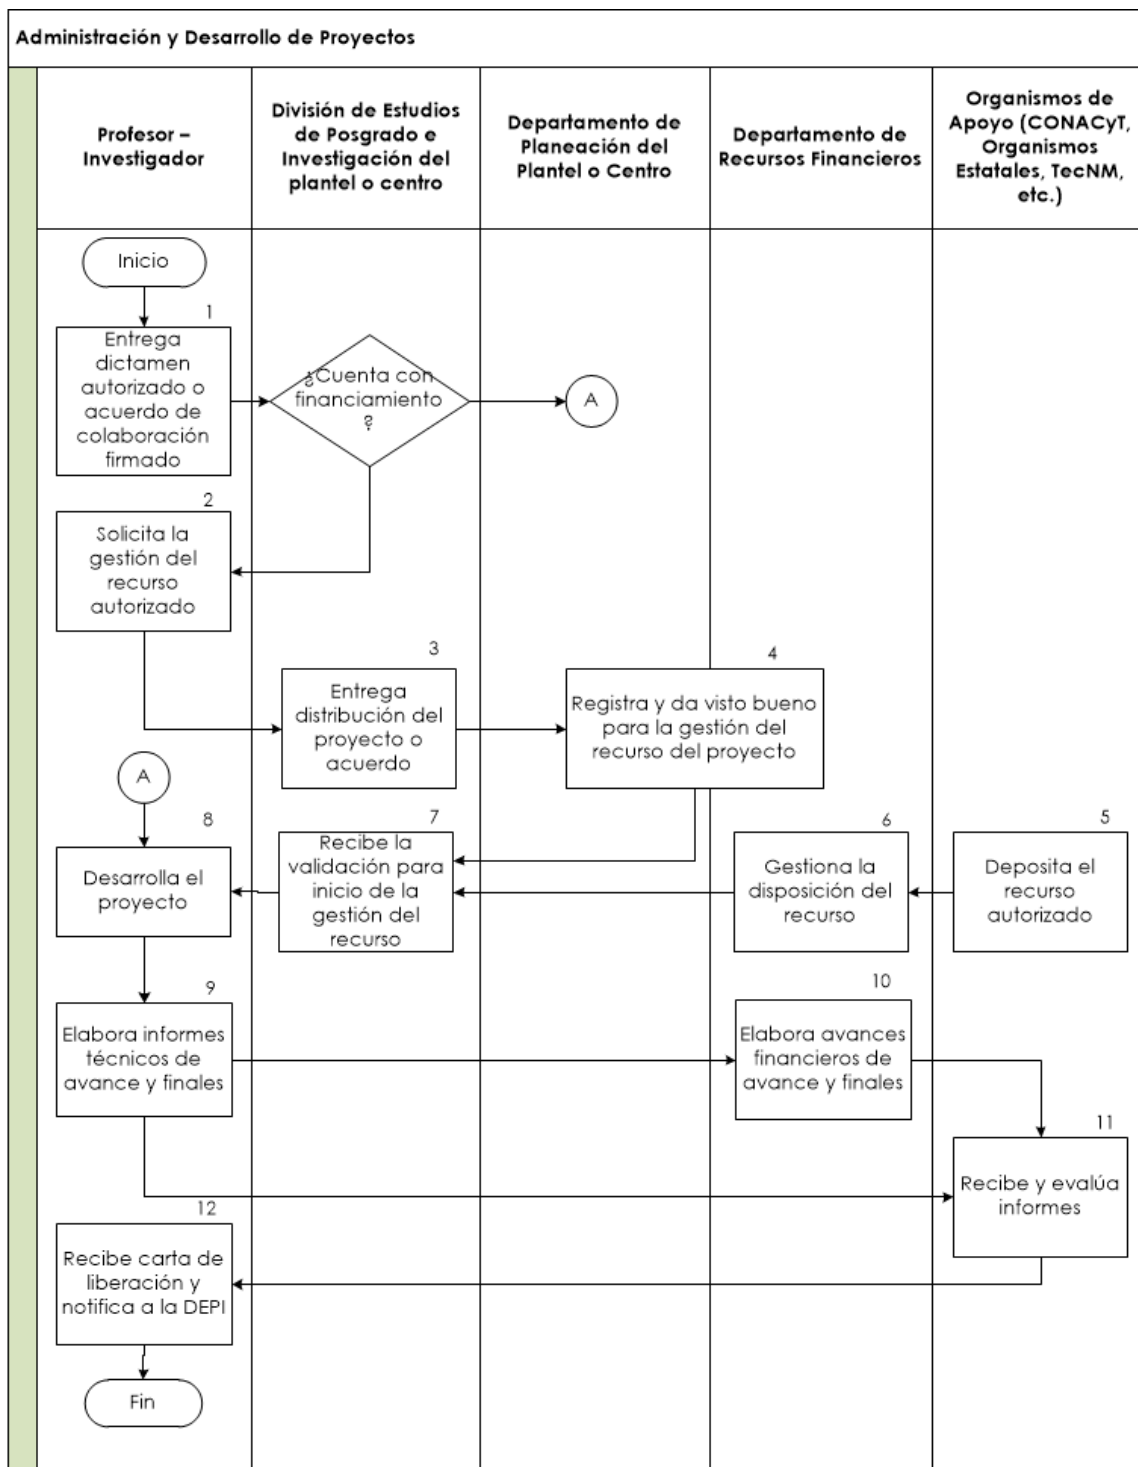 Administración y Desarrollo de Proyectos
Profesor –
Investigador
División de Estudios
de Posgrado e
Investigación del
plantel o centro
Departamento de
Planeación del
Plantel o Centro
Departamento de
Recursos Financieros
Organismos de
Apoyo (CONACyT,
Organismos
Estatales, TecNM,
etc.)
Inicio
1
Entrega
dictamen
autorizado o
acuerdo de
colaboración
firmado
¿Cuenta con
financiamiento
?
A
2
Solicita la
gestión del
recurso
autorizado
3
Entrega
distribución del
proyecto o
acuerdo
4
Registra y da visto bueno
para la gestión del
recurso del proyecto
A
8
Desarrolla el
proyecto
7
Recibe la
validación para
inicio de la
gestión del
recurso
6
Gestiona la
disposición del
recurso
5
Deposita el
recurso
autorizado
9
Elabora informes
técnicos de
avance y finales
10
Elabora avances
financieros de
avance y finales
11
Recibe y evalúa
informes
12
Recibe carta de
liberación y
notifica a la DEPI
Fin